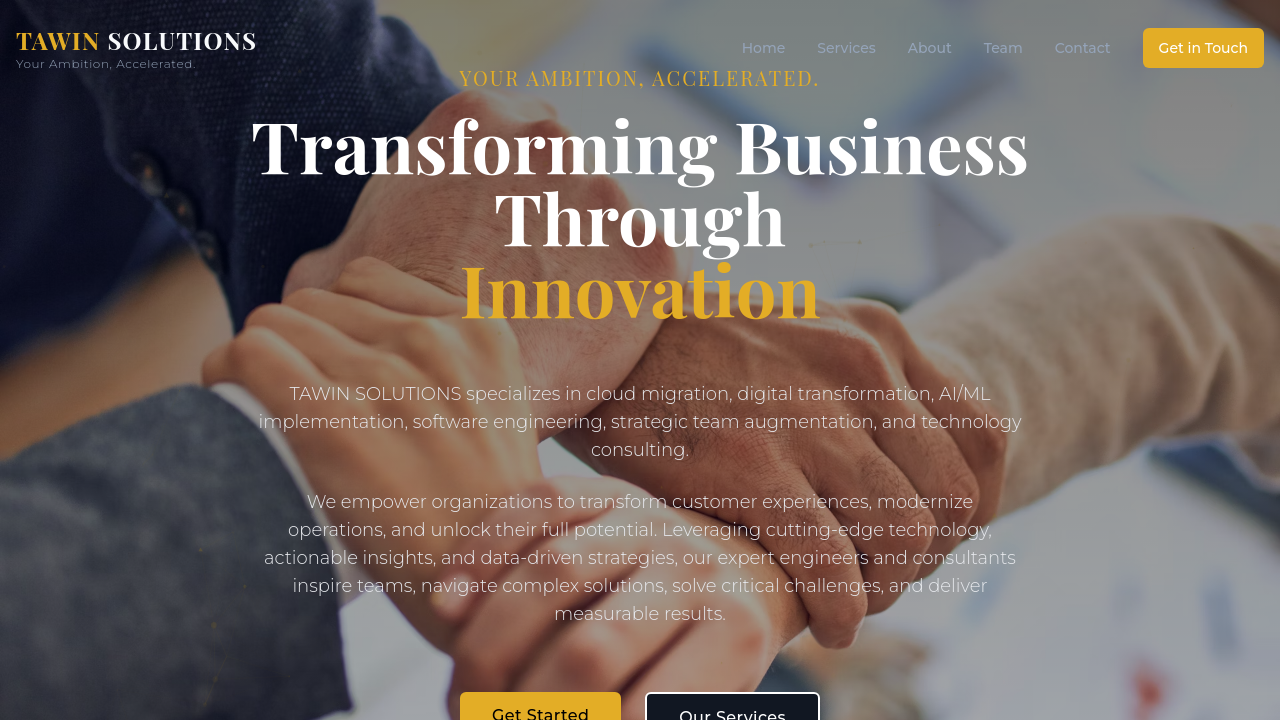 TAWIN SOLUTIONS
Your Ambition, Accelerated.
Home Services About Team Contact Get in Touch
YOUR AMBITION, ACCELERATED.
Transforming Business
Through
Innovation
TAWIN SOLUTIONS specializes in cloud migration, digital transformation, AI/ML
implementation, software engineering, strategic team augmentation, and technology
consulting.
We empower organizations to transform customer experiences, modernize
operations, and unlock their full potential. Leveraging cutting-edge technology,
actionable insights, and data-driven strategies, our expert engineers and consultants
inspire teams, navigate complex solutions, solve critical challenges, and deliver
measurable results.
Get Started Our Services